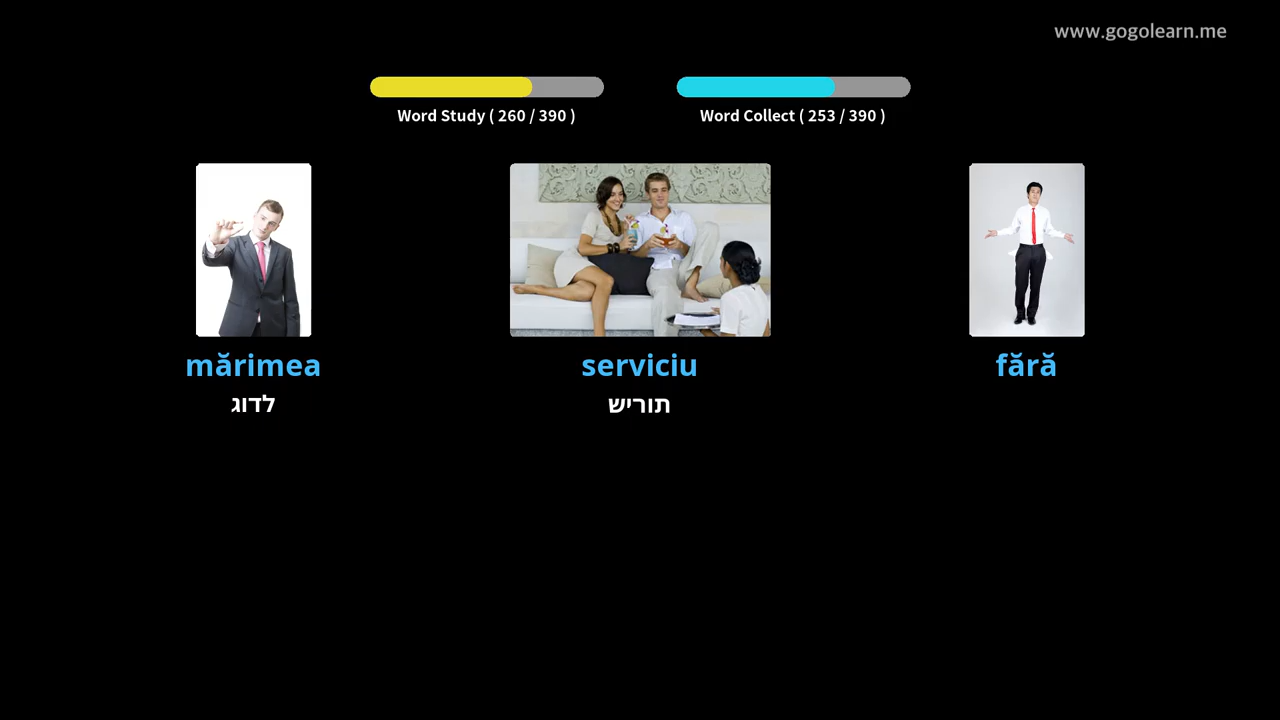 www.gogolearn.me
Word Study ( 260 / 390 )
Word Collect ( 253 / 390 )
mărimea
לדוג
serviciu
תוריש
fără